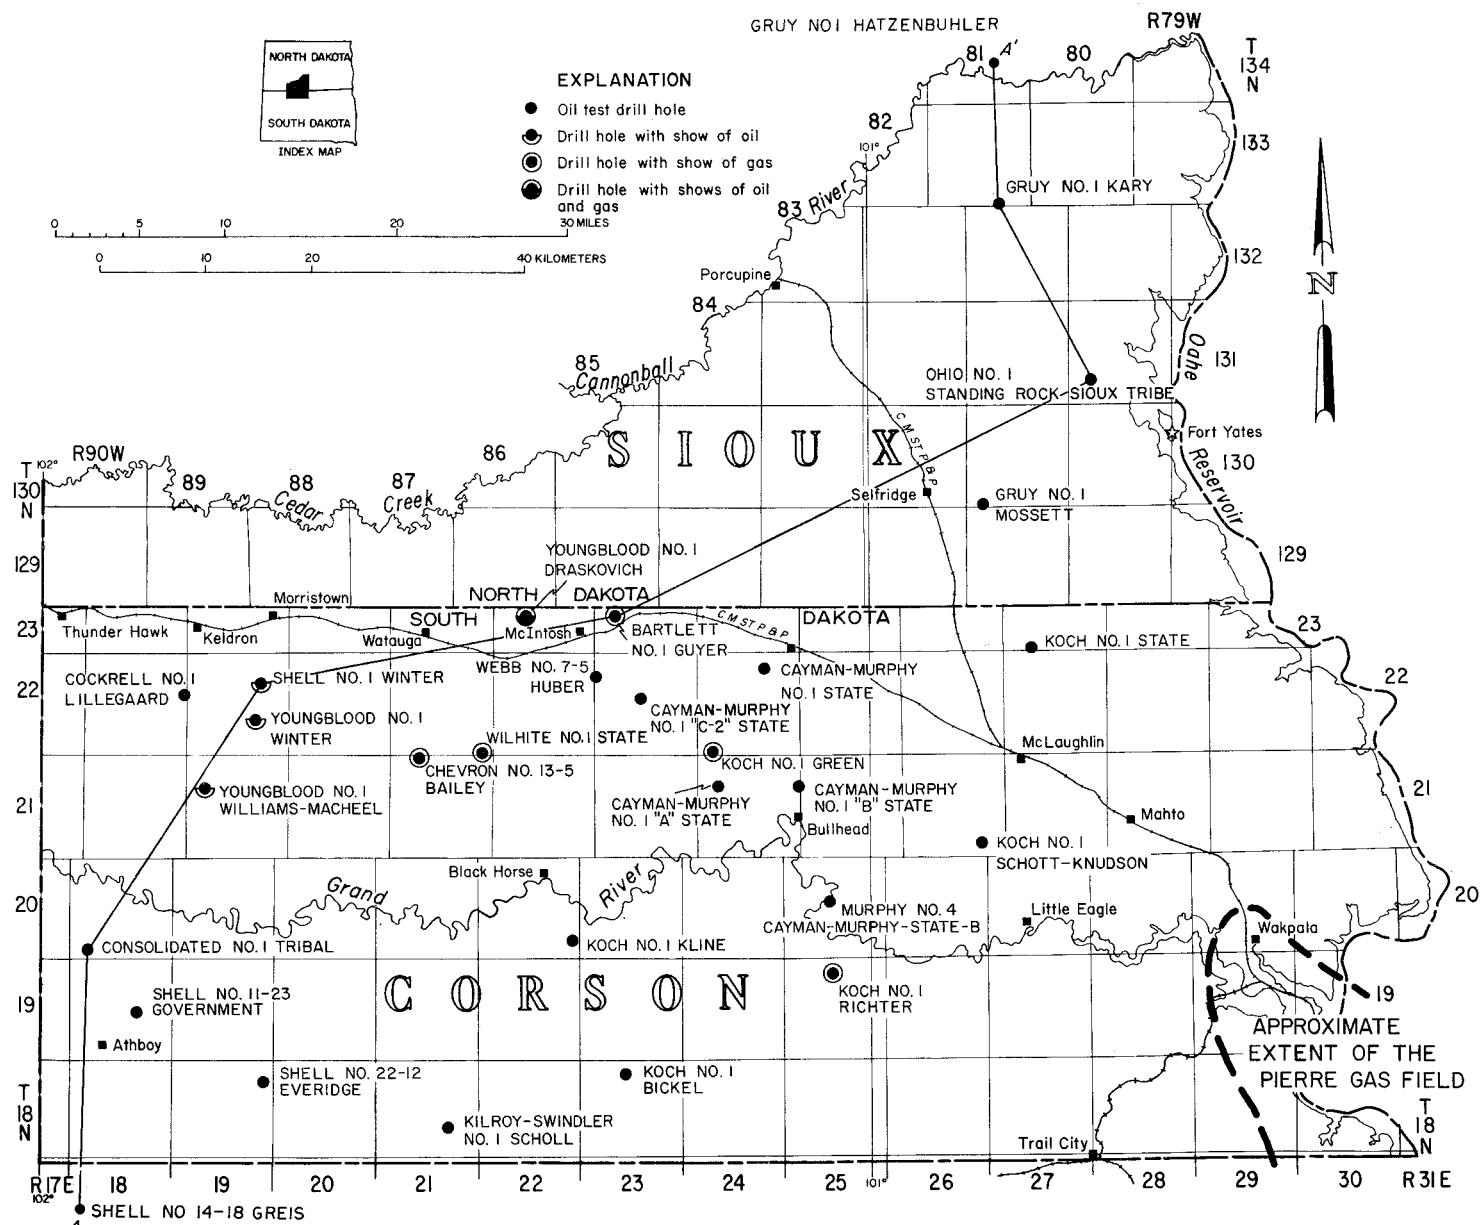 GRUY NO1 HATZENBUHLER
R79W
81
A'
80
T
134
N
NORTH DAKOTA
SOUTH DAKOTA
INDEX MAP
EXPLANATION
Oil test drill hole
Drill hole with show of oil
Drill hole with show of gas
Drill hole with shows of oil
and gas
0 5 10 20 30 MILES
0 10 20 40 KILOMETERS
82
101°
133
83 River
GRUY NO. 1 KARY
132
N
Porcupine
84
85
Cannonball
OHIO NO. 1
STANDING ROCK SIOUX TRIBE
Oahe
131
Reservoir
SIOUX
C M ST P & P
Fort Yates
130
R90W
T
130
N
102°
89
88
87
86
Cedar
Creek
Selfridge
GRUY NO. 1
MOSSETT
129
129
YOUNGBLOOD NO. 1
DRASKOVICH
NORTH DAKOTA
SOUTH DAKOTA
Morristown
23
Thunder Hawk
Keldron
Watauga
McIntosh
BARTLETT
NO. 1 GUYER
C M ST P & P
KOCH NO. 1 STATE
23
COCKRELL NO. 1
LILLEGAARD
22
SHELL NO. 1 WINTER
WEBB NO. 7-5
HUBER
CAYMAN-MURPHY
NO. 1 STATE
22
YOUNGBLOOD NO. 1
WINTER
CAYMAN-MURPHY
NO. 1 "C-2" STATE
WILHITE NO. 1 STATE
McLaughlin
CHEVRON NO. 13-5
BAILEY
KOCH NO. 1 GREEN
21
YOUNGBLOOD NO. 1
WILLIAMS-MACHEEL
CAYMAN-MURPHY
NO. 1 "A" STATE
CAYMAN-MURPHY
NO. 1 "B" STATE
21
Bullhead
Mahto
KOCH NO. 1
SCHOTT-KNUDSON
Black Horse
Grand
River
20
20
MURPHY NO. 4
CAYMAN-MURPHY-STATE-B
Little Eagle
Wakpala
CONSOLIDATED NO. 1 TRIBAL
KOCH NO. 1 KLINE
CORSON
19
SHELL NO. 11-23
GOVERNMENT
KOCH NO. 1
RICHTER
19
Athboy
APPROXIMATE
EXTENT OF THE
PIERRE GAS FIELD
SHELL NO. 22-12
EVERIDGE
KOCH NO. 1
BICKEL
T
18
N
T
18
N
KILROY-SWINDLER
NO. 1 SCHOLL
Trail City
R17E 18 19 20 21 22 23 24 25 101° 26 27 28 29 30 R31E
102°
SHELL NO 14-18 GREIS